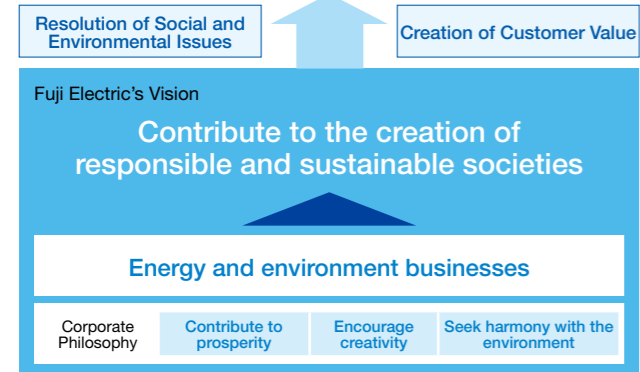 Resolution of Social and
Environmental Issues
Creation of Customer Value
Fuji Electric’s Vision
Contribute to the creation of
responsible and sustainable societies
Energy and environment businesses
Corporate
Philosophy
Contribute to
prosperity
Encourage
creativity
Seek harmony with the
environment